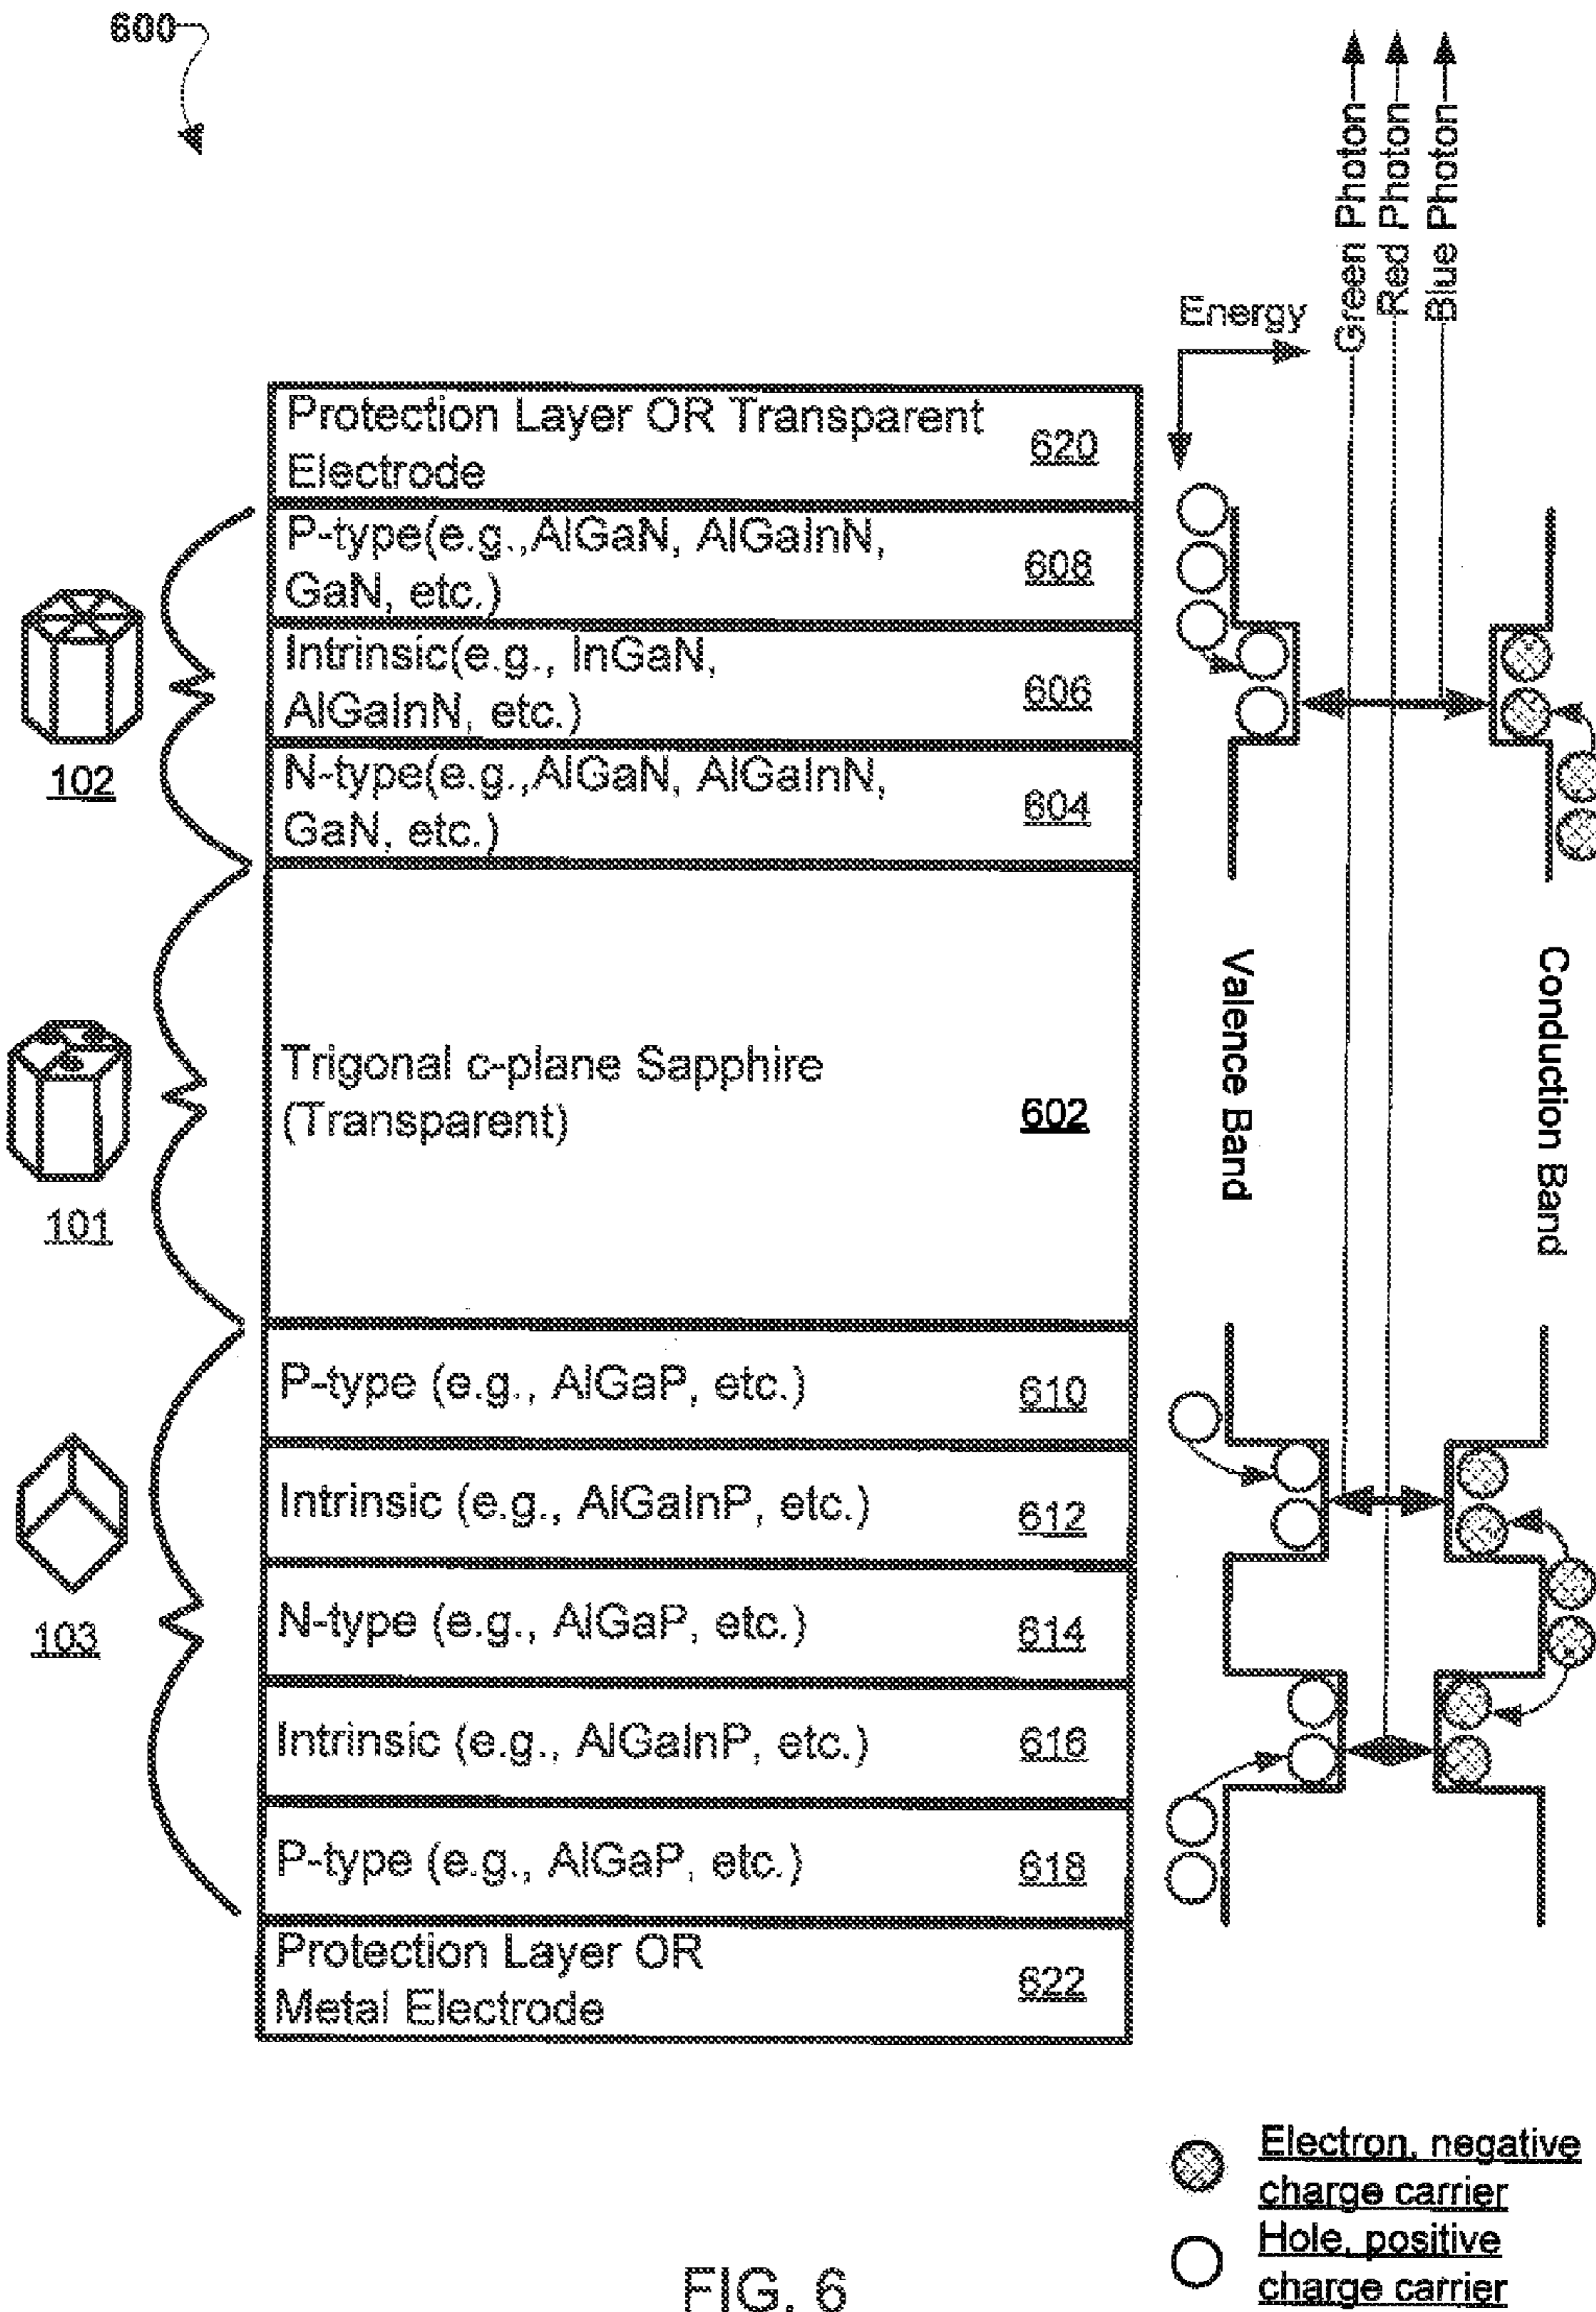 600
Green Photon
Red Photon
Blue Photon
Energy
Protection Layer OR Transparent
Electrode
620
P-type(e.g.,AlGaN, AlGaInN,
GaN, etc.)
608
Intrinsic(e.g., InGaN,
AlGaInN, etc.)
606
N-type(e.g.,AlGaN, AlGaInN,
GaN, etc.)
604
102
Trigonal c-plane Sapphire
(Transparent)
602
101
Valence Band
Conduction Band
P-type (e.g., AlGaP, etc.)
610
Intrinsic (e.g., AlGaInP, etc.)
612
N-type (e.g., AlGaP, etc.)
614
103
Intrinsic (e.g., AlGaInP, etc.)
616
P-type (e.g., AlGaP, etc.)
618
Protection Layer OR
Metal Electrode
622
Electron, negative
charge carrier
Hole, positive
charge carrier
FIG. 6